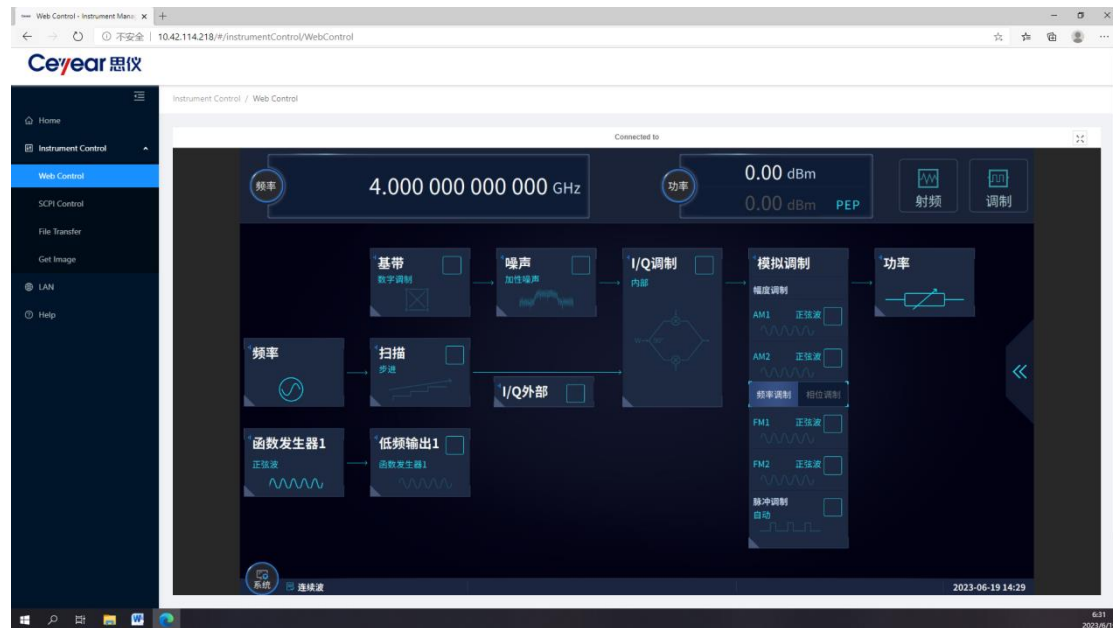 Web Control - Instrument Mana
不安全
10.42.114.218/#/instrumentControl/WebControl
Ceyear 思仪
Home
Instrument Control
Web Control
SCPI Control
File Transfer
Get Image
LAN
Help
Instrument Control / Web Control
Connected to
频率
4.000 000 000 000 GHz
功率
0.00 dBm
0.00 dBm PEP
射频
调制
基带
数字调制
噪声
加性噪声
I/Q调制
内部
90°
模拟调制
幅度调制
AM1 正弦波
AM2 正弦波
频率调制 相位调制
FM1 正弦波
FM2 正弦波
脉冲调制
自动
功率
频率
扫描
步进
I/Q外部
函数发生器1
正弦波
低频输出1
函数发生器1
系统
连续波
2023-06-19 14:29
6:31
2023/6/1